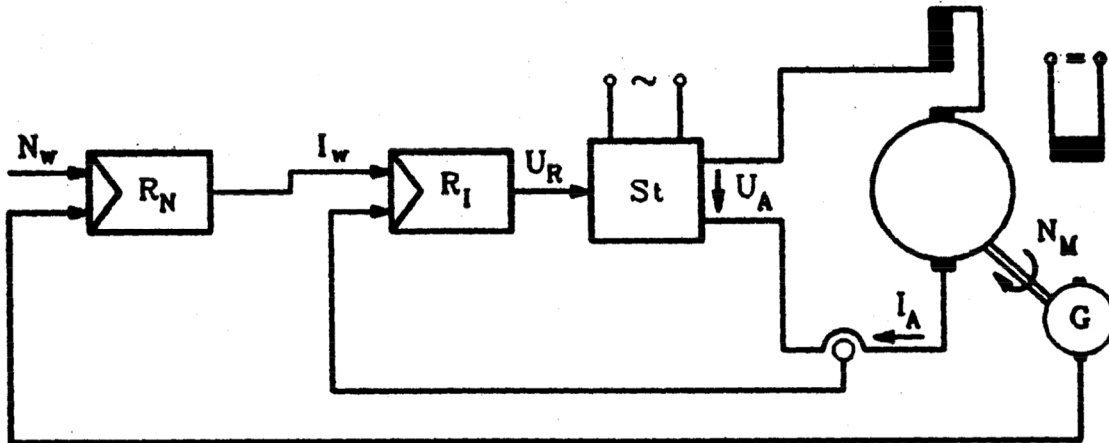 N_w
R_N
I_w
R_I
U_R
~
St
U_A
=
N_M
I_A
G